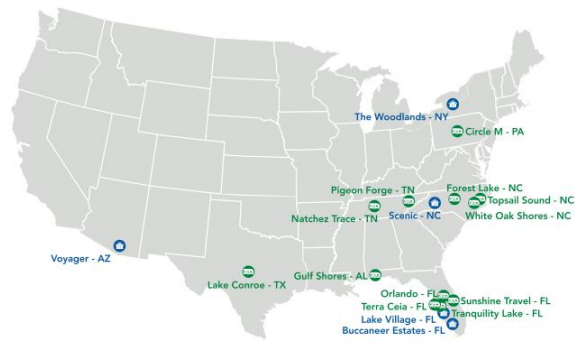 The Woodlands - NY
Circle M - PA
Pigeon Forge - TN
Forest Lake - NC
Topsail Sound - NC
Natchez Trace - TN
Scenic - NC
White Oak Shores - NC
Voyager - AZ
Gulf Shores - AL
Lake Conroe - TX
Orlando - FL
Sunshine Travel - FL
Terra Ceia - FL
Tranquility Lake - FL
Lake Village - FL
Buccaneer Estates - FL